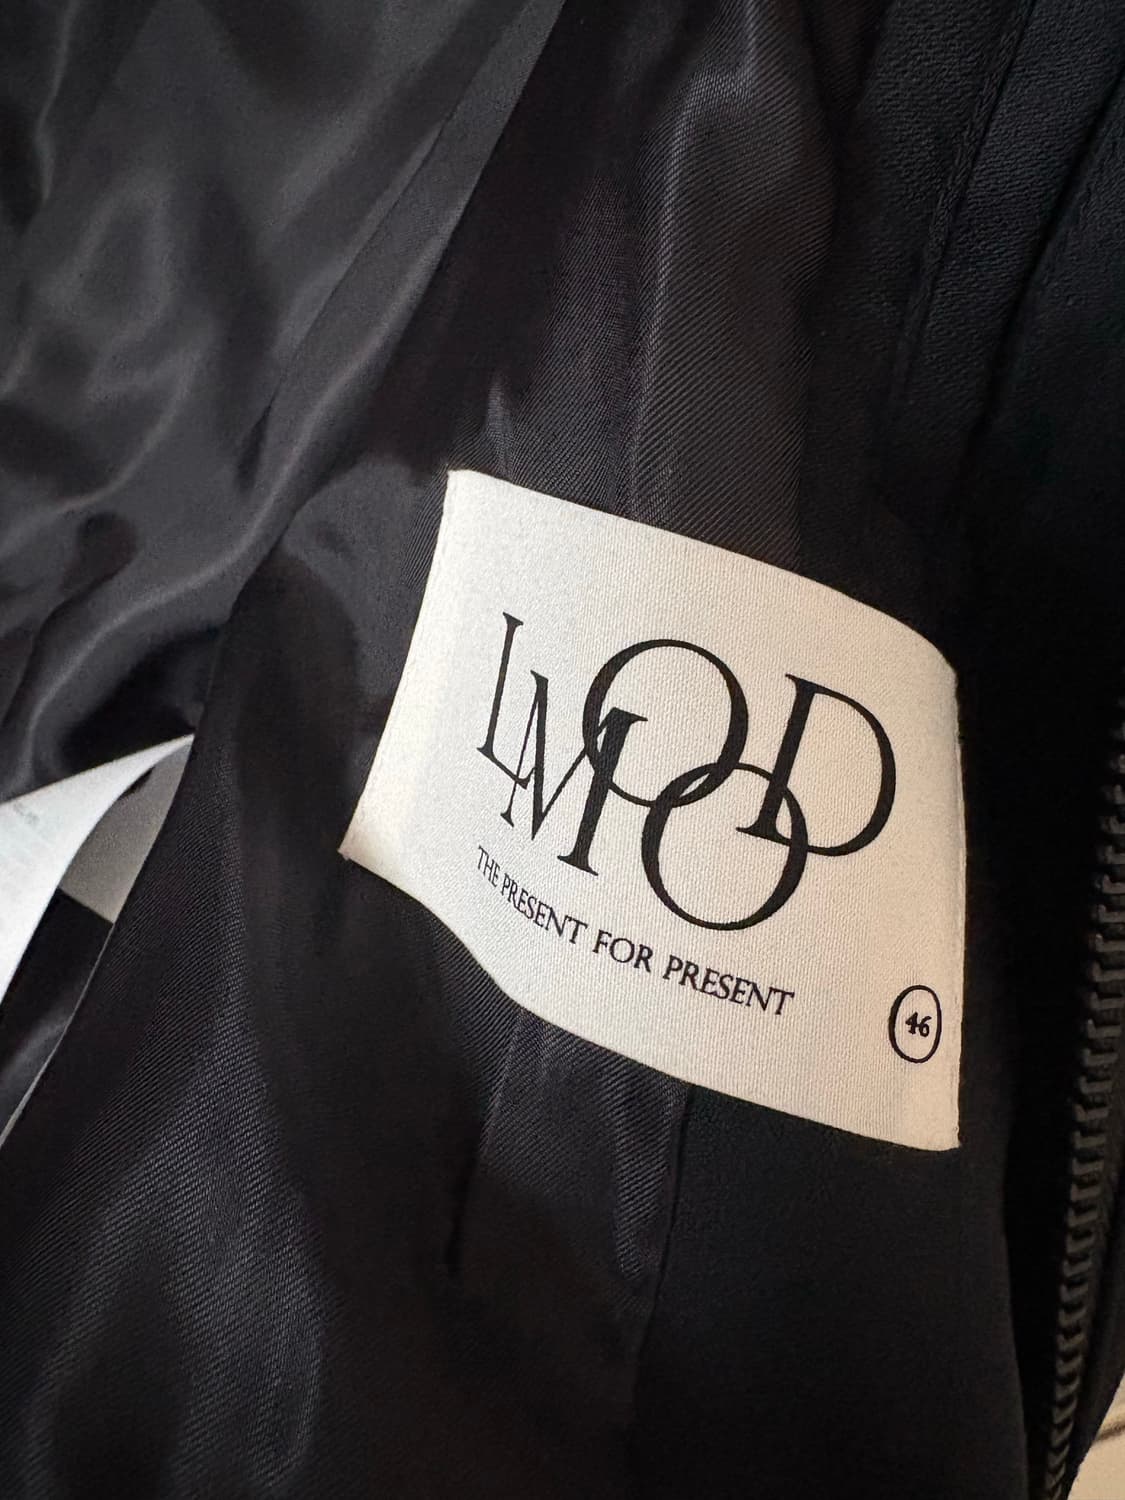 LMOOD
THE PRESENT FOR PRESENT
46